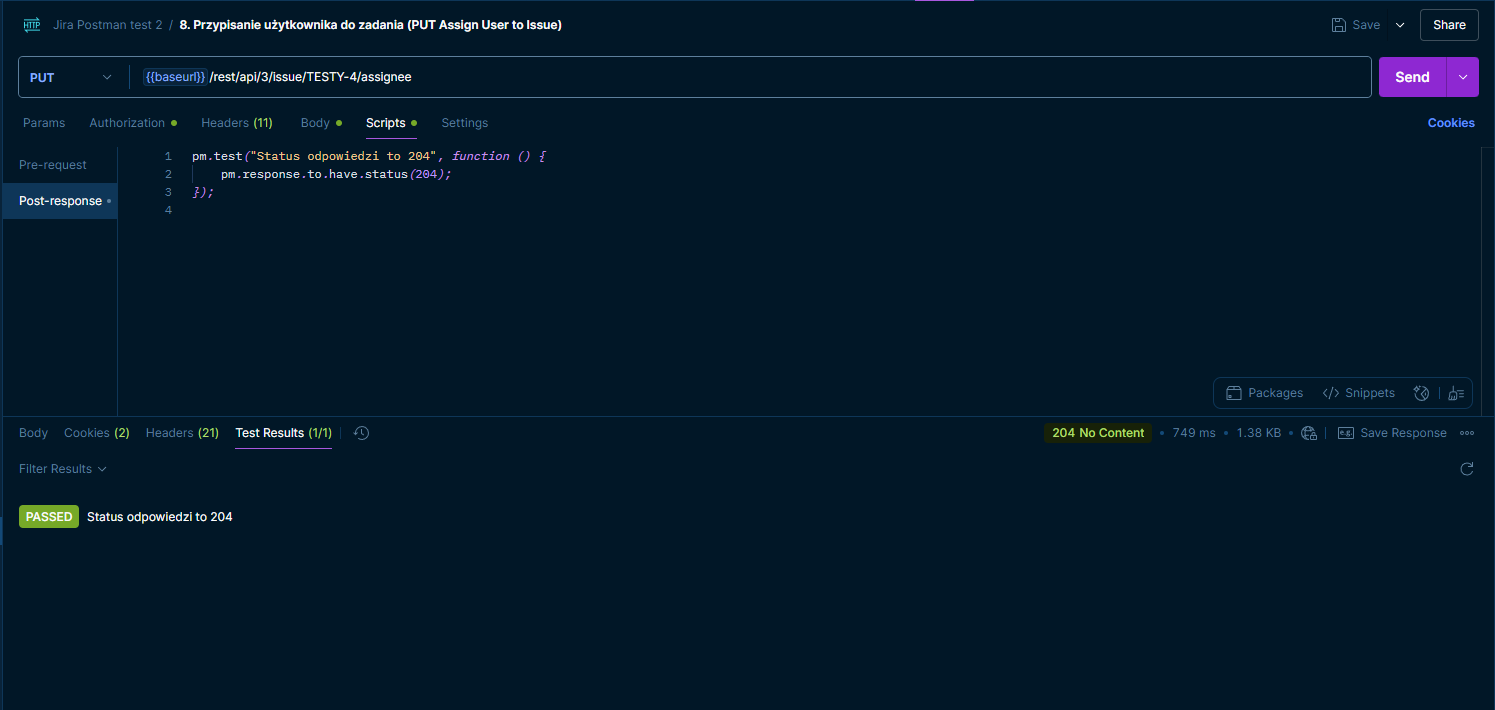 HTTP Jira Postman test 2 / 8. Przypisanie użytkownika do zadania (PUT Assign User to Issue) Save Share
PUT {{baseurl}} /rest/api/3/issue/TESTY-4/assignee Send
Params Authorization Headers (11) Body Scripts Settings Cookies
Pre-request
Post-response
1 pm.test("Status odpowiedzi to 204", function () {
2 pm.response.to.have.status(204);
3 });
4
Packages </> Snippets
Body Cookies (2) Headers (21) Test Results (1/1) 204 No Content • 749 ms • 1.38 KB • e.g. Save Response
Filter Results
PASSED Status odpowiedzi to 204